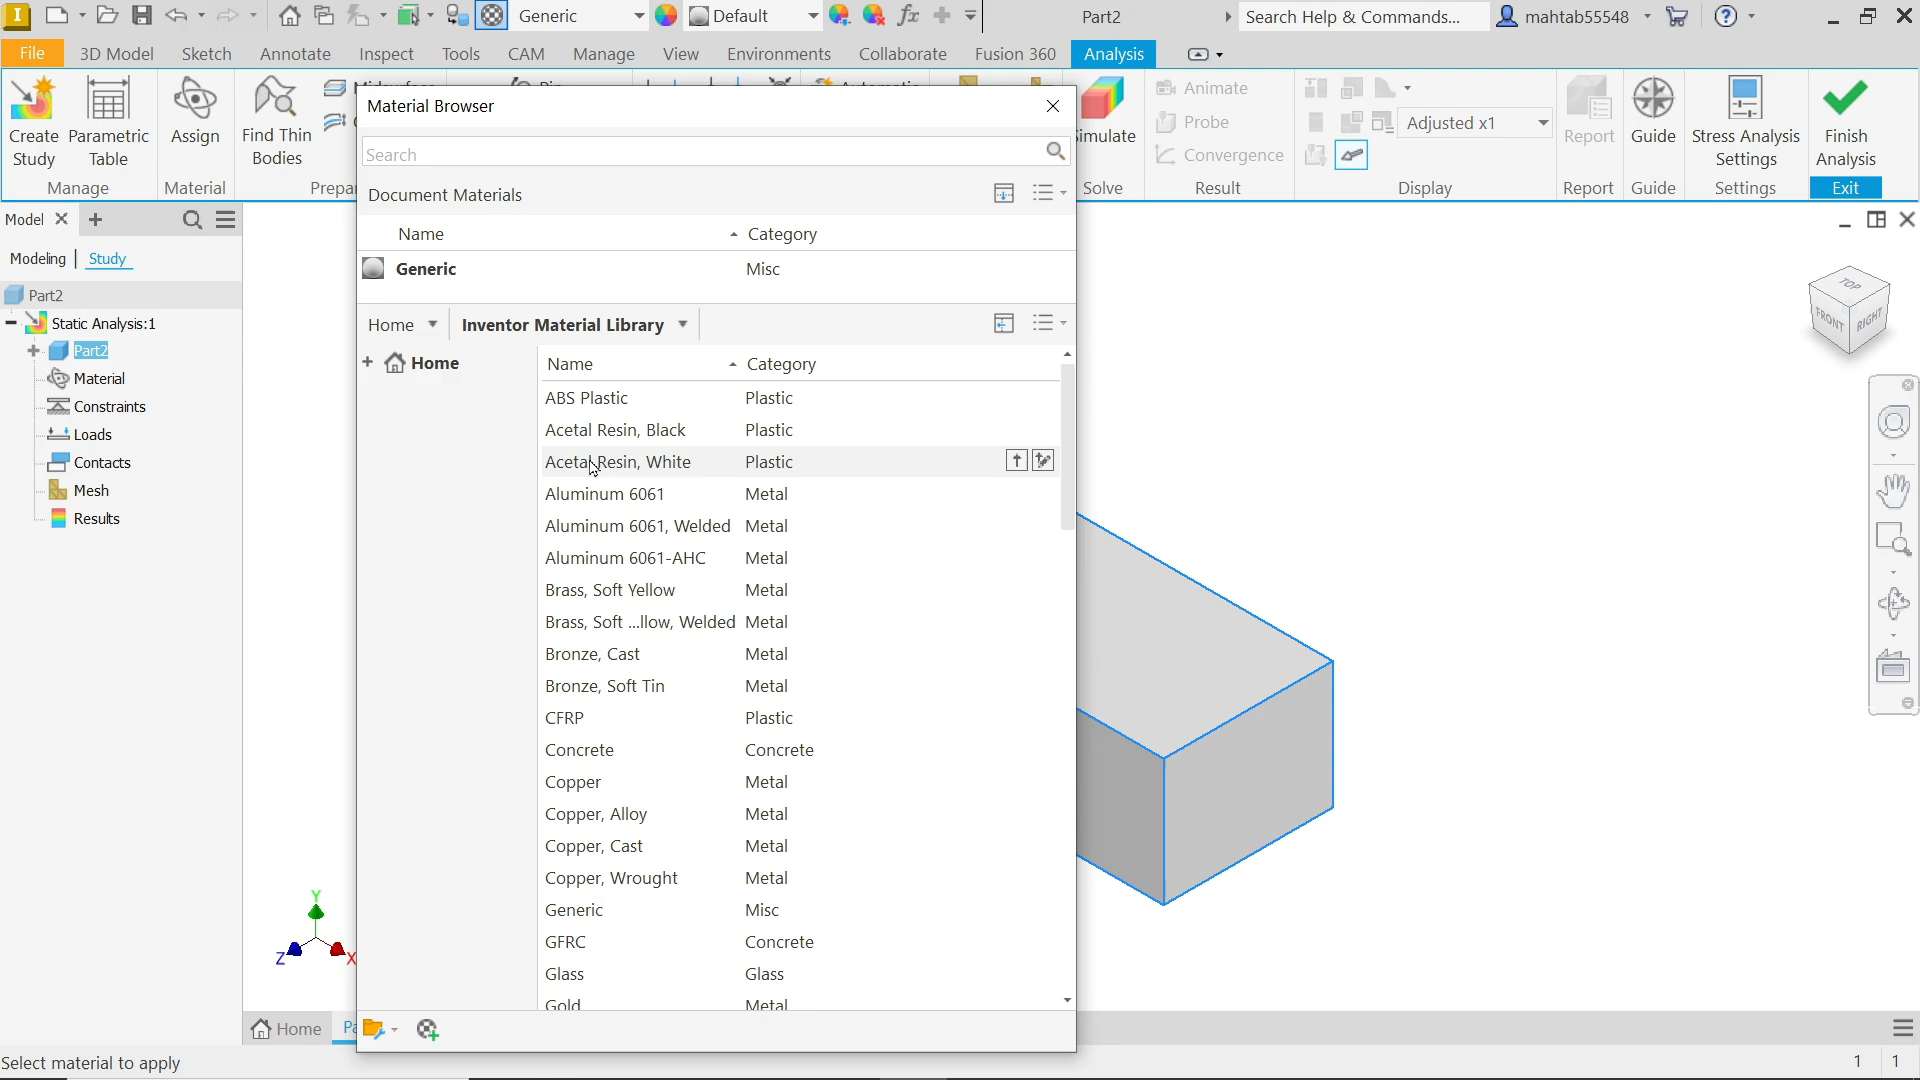 Generic
Default
Part2
Search Help & Commands...
mahtab55548
File
3D Model
Sketch
Annotate
Inspect
Tools
CAM
Manage
View
Environments
Collaborate
Fusion 360
Analysis
Create Study
Parametric Table
Manage
Assign
Material
Find Thin Bodies
Simulate
Solve
Animate
Probe
Convergence
Result
Adjusted x1
Display
Report
Report
Guide
Guide
Stress Analysis Settings
Settings
Finish Analysis
Exit
Model
Modeling
Study
Part2
Static Analysis:1
Part2
Material
Constraints
Loads
Contacts
Mesh
Results
Material Browser
Search
Document Materials
Name Category
Generic Misc
Home Inventor Material Library
Home
Name Category
ABS Plastic Plastic
Acetal Resin, Black Plastic
Acetal Resin, White Plastic
Aluminum 6061 Metal
Aluminum 6061, Welded Metal
Aluminum 6061-AHC Metal
Brass, Soft Yellow Metal
Brass, Soft ...llow, Welded Metal
Bronze, Cast Metal
Bronze, Soft Tin Metal
CFRP Plastic
Concrete Concrete
Copper Metal
Copper, Alloy Metal
Copper, Cast Metal
Copper, Wrought Metal
Generic Misc
GFRC Concrete
Glass Glass
Gold Metal
TOP
FRONT
RIGHT
Y
Z
X
Home
Select material to apply
1 1